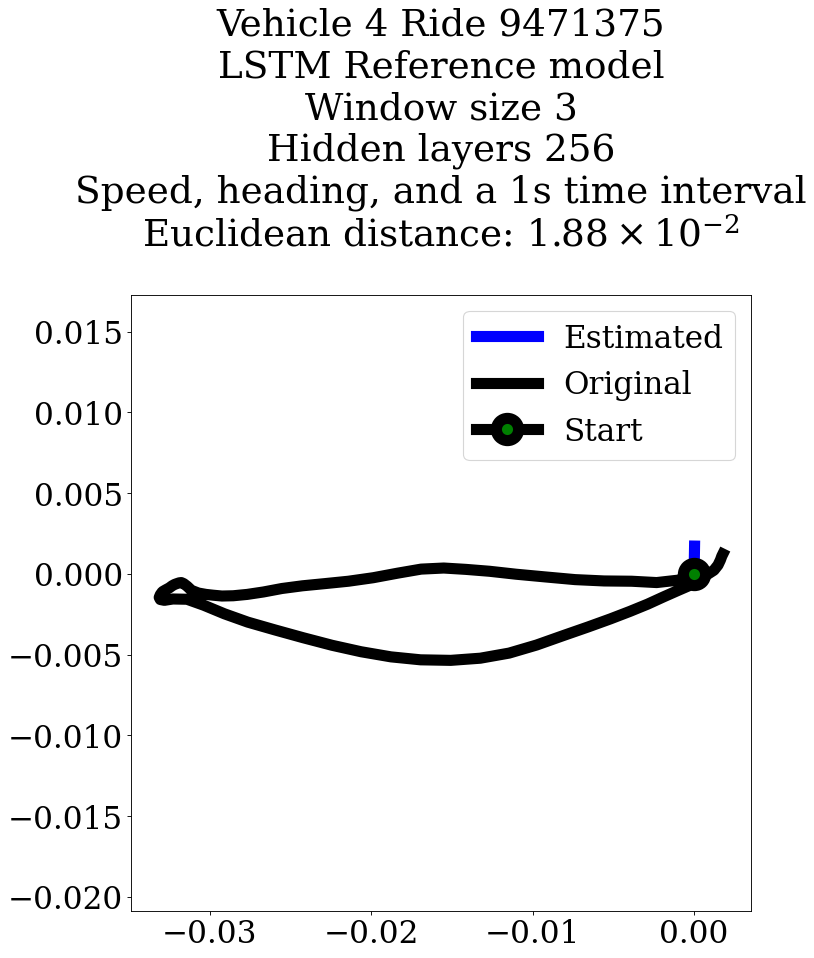 Vehicle 4 Ride 9471375
LSTM Reference model
Window size 3
Hidden layers 256
Speed, heading, and a 1s time interval
Euclidean distance: 1.88 × 10⁻²
Estimated
Original
Start
0.015
0.010
0.005
0.000
−0.005
−0.010
−0.015
−0.020
−0.03 −0.02 −0.01 0.00